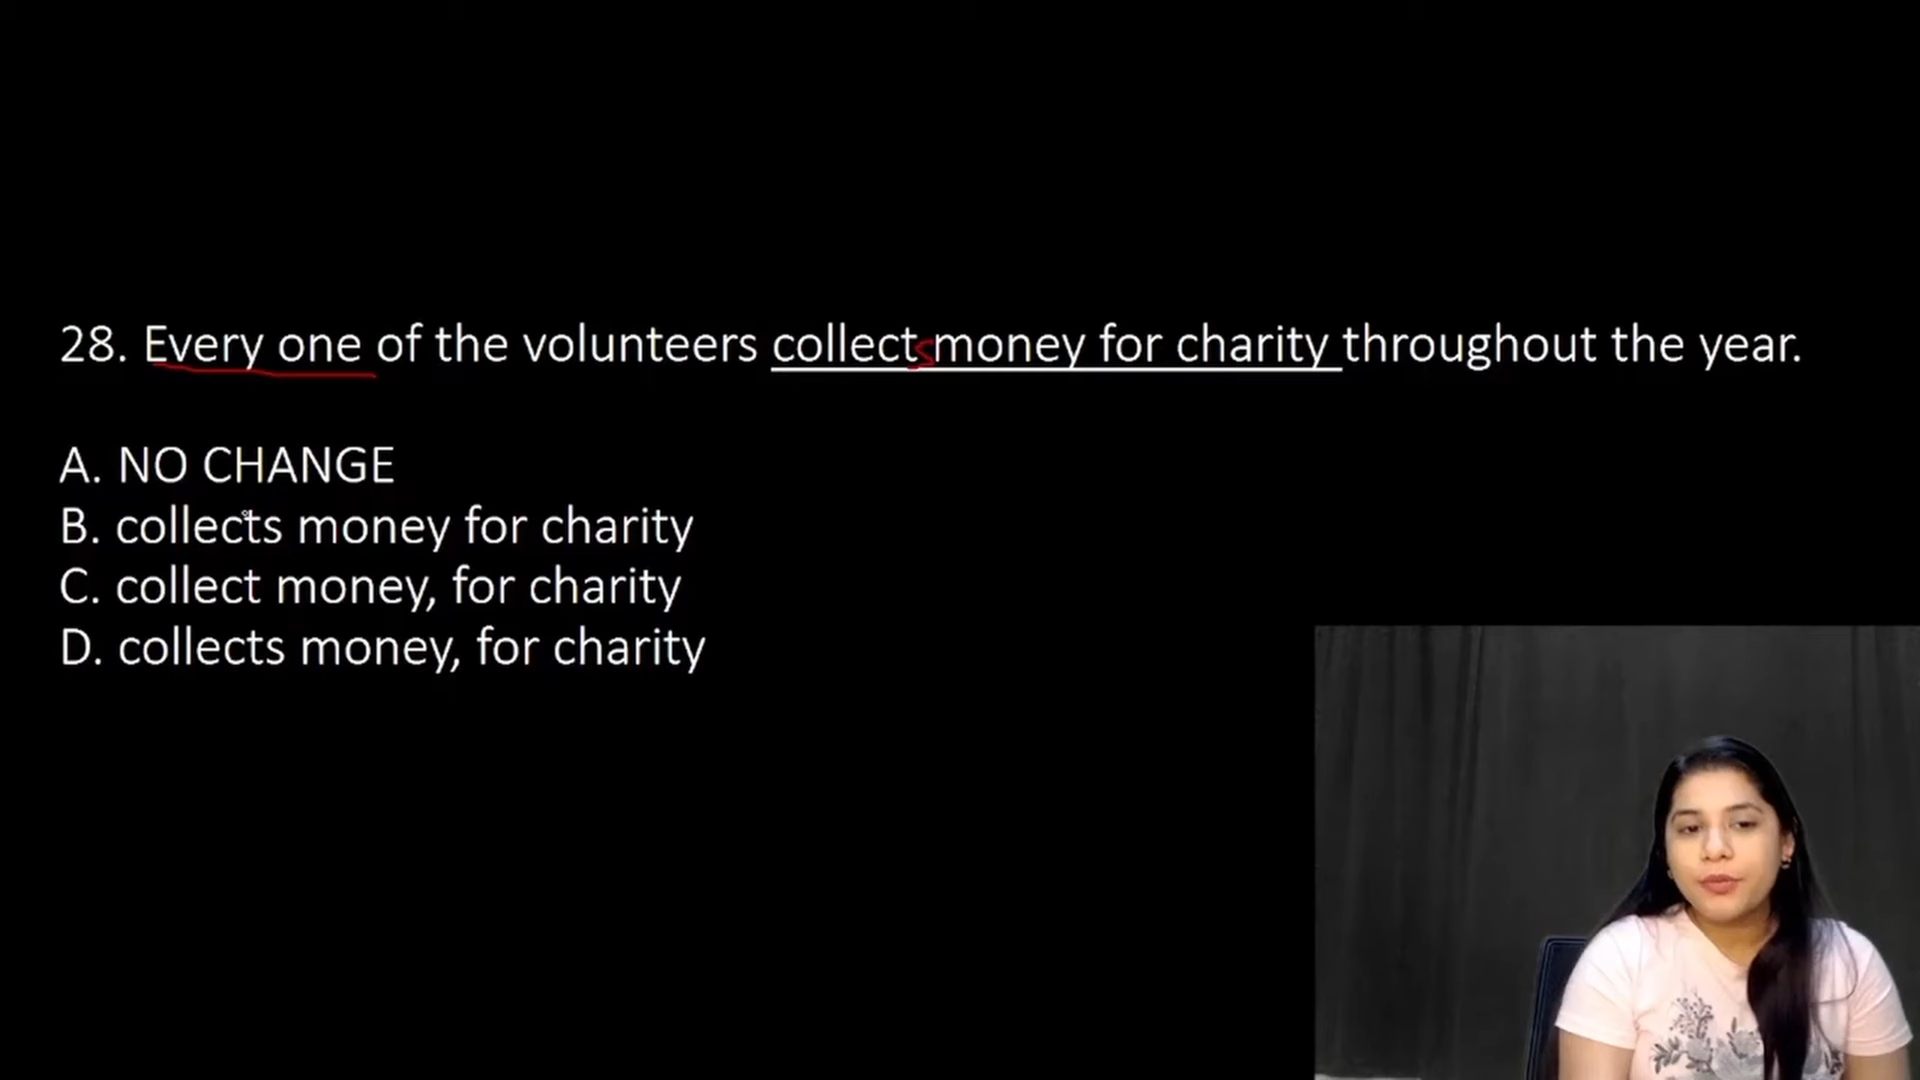 28. Every one of the volunteers collects money for charity throughout the year.
A. NO CHANGE
B. collects money for charity
C. collect money, for charity
D. collects money, for charity